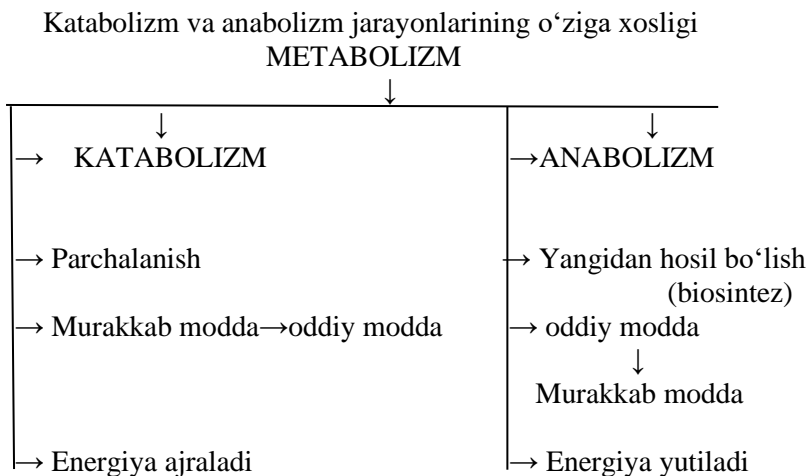 Katabolizm va anabolizm jarayonlarining o‘ziga xosligi
METABOLIZM
↓
↓ ↓
→ KATABOLIZM
→ANABOLIZM
→ Parchalanish
→ Yangidan hosil bo‘lish
(biosintez)
→ Murakkab modda→oddiy modda
→ oddiy modda
↓
Murakkab modda
→ Energiya ajraladi
→ Energiya yutiladi